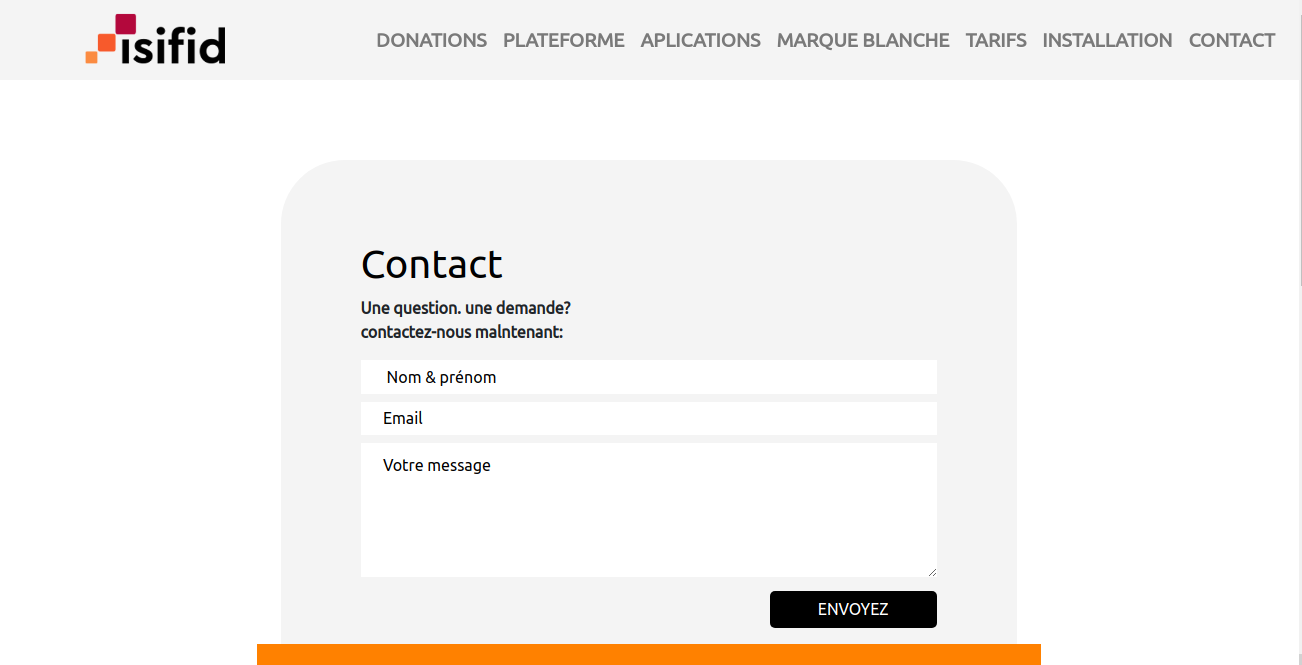 isifid
DONATIONS PLATEFORME APLICATIONS MARQUE BLANCHE TARIFS INSTALLATION CONTACT
Contact
Une question. une demande?
contactez-nous malntenant:
Nom & prénom
Email
Votre message
ENVOYEZ